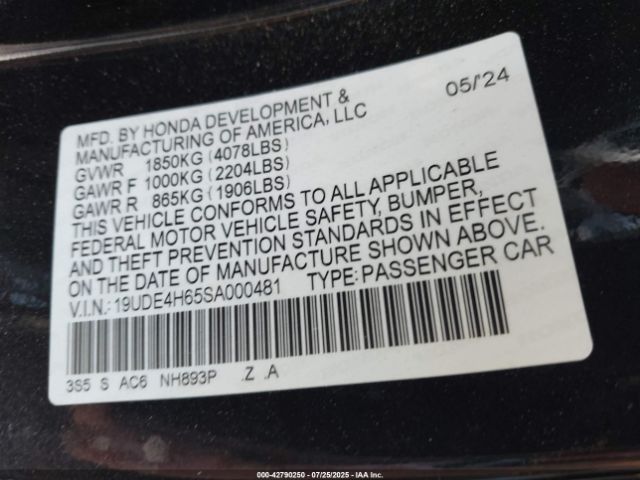 05/'24
MFD. BY HONDA DEVELOPMENT &
MANUFACTURING OF AMERICA, LLC
GVWR 1850KG (4078LBS)
GAWR F 1000KG (2204LBS)
GAWR R 865KG (1906LBS)
THIS VEHICLE CONFORMS TO ALL APPLICABLE
FEDERAL MOTOR VEHICLE SAFETY, BUMPER,
AND THEFT PREVENTION STANDARDS IN EFFECT
ON THE DATE OF MANUFACTURE SHOWN ABOVE.
V.I.N.: 19UDE4H65SA000481 TYPE: PASSENGER CAR
3S5 S AC6 NH893P .Z .A
000-42790250 07/25/2025 IAA Inc.